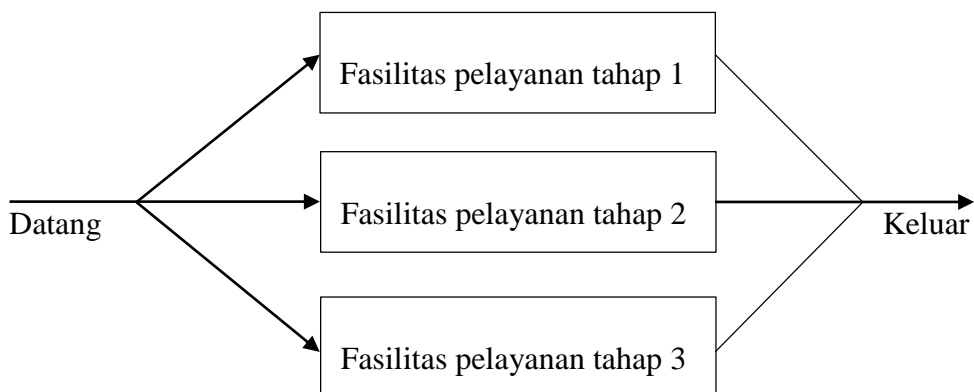 Fasilitas pelayanan tahap 1
Datang
Fasilitas pelayanan tahap 2
Keluar
Fasilitas pelayanan tahap 3